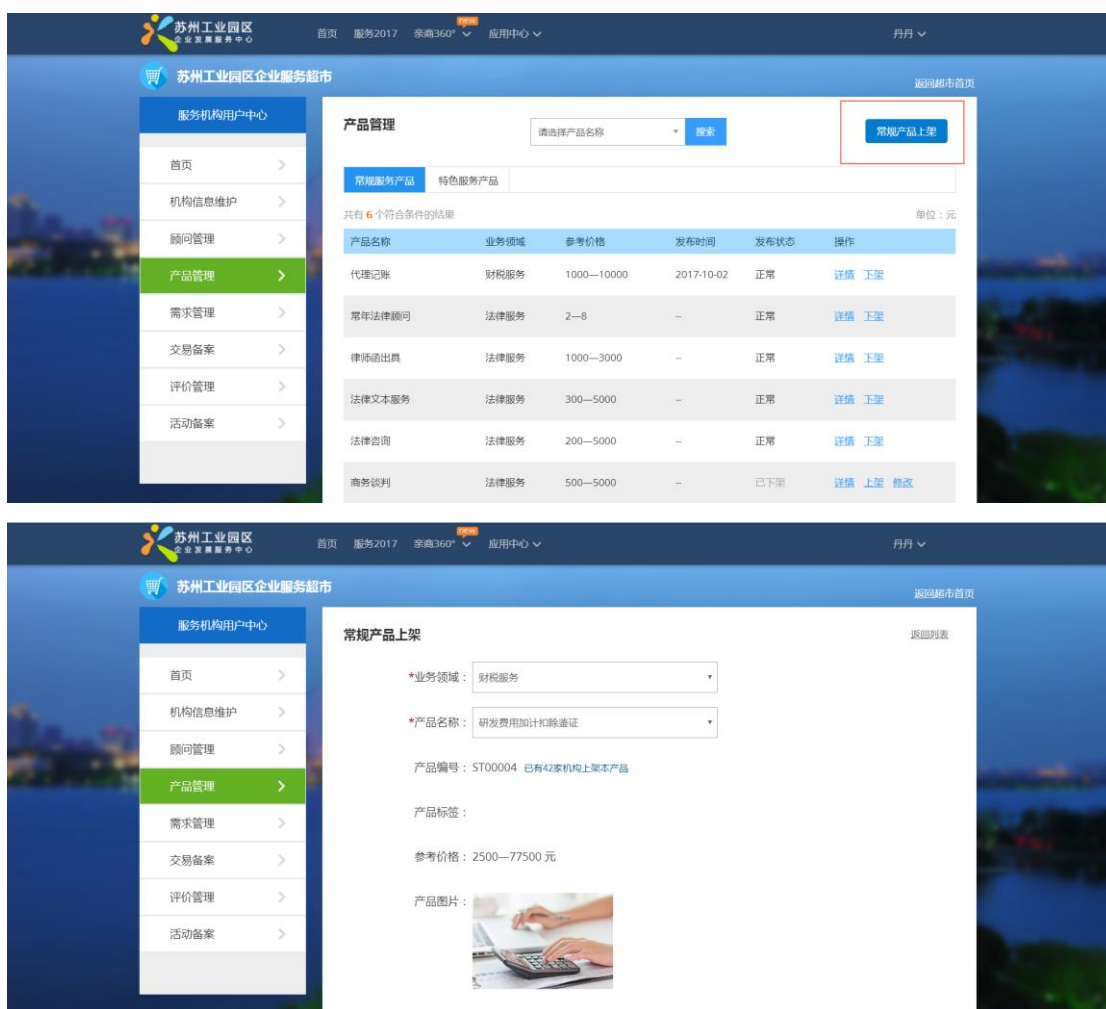 苏州工业园区
企业发展服务中心
首页 服务2017 亲商360° new 应用中心 丹丹
苏州工业园区企业服务超市
返回超市首页
服务机构用户中心
首页
机构信息维护
顾问管理
产品管理
需求管理
交易备案
评价管理
活动备案
产品管理 请选择产品名称 搜索 常规产品上架
常规服务产品 特色服务产品
共有 6 个符合条件的结果 单位：元
产品名称 业务领域 参考价格 发布时间 发布状态 操作
代理记账 财税服务 1000—10000 2017-10-02 正常 详情 下架
常年法律顾问 法律服务 2—8 -- 正常 详情 下架
律师函出具 法律服务 1000—3000 -- 正常 详情 下架
法律文本服务 法律服务 300—5000 -- 正常 详情 下架
法律咨询 法律服务 200—5000 -- 正常 详情 下架
商务谈判 法律服务 500—5000 -- 已下架 详情 上架 修改
苏州工业园区
企业发展服务中心
首页 服务2017 亲商360° new 应用中心 丹丹
苏州工业园区企业服务超市
返回超市首页
服务机构用户中心
首页
机构信息维护
顾问管理
产品管理
需求管理
交易备案
评价管理
活动备案
常规产品上架 返回列表
*业务领域： 财税服务
*产品名称： 研发费用加计扣除鉴证
产品编号： ST00004 已有42家机构上架本产品
产品标签：
参考价格： 2500—77500 元
产品图片：